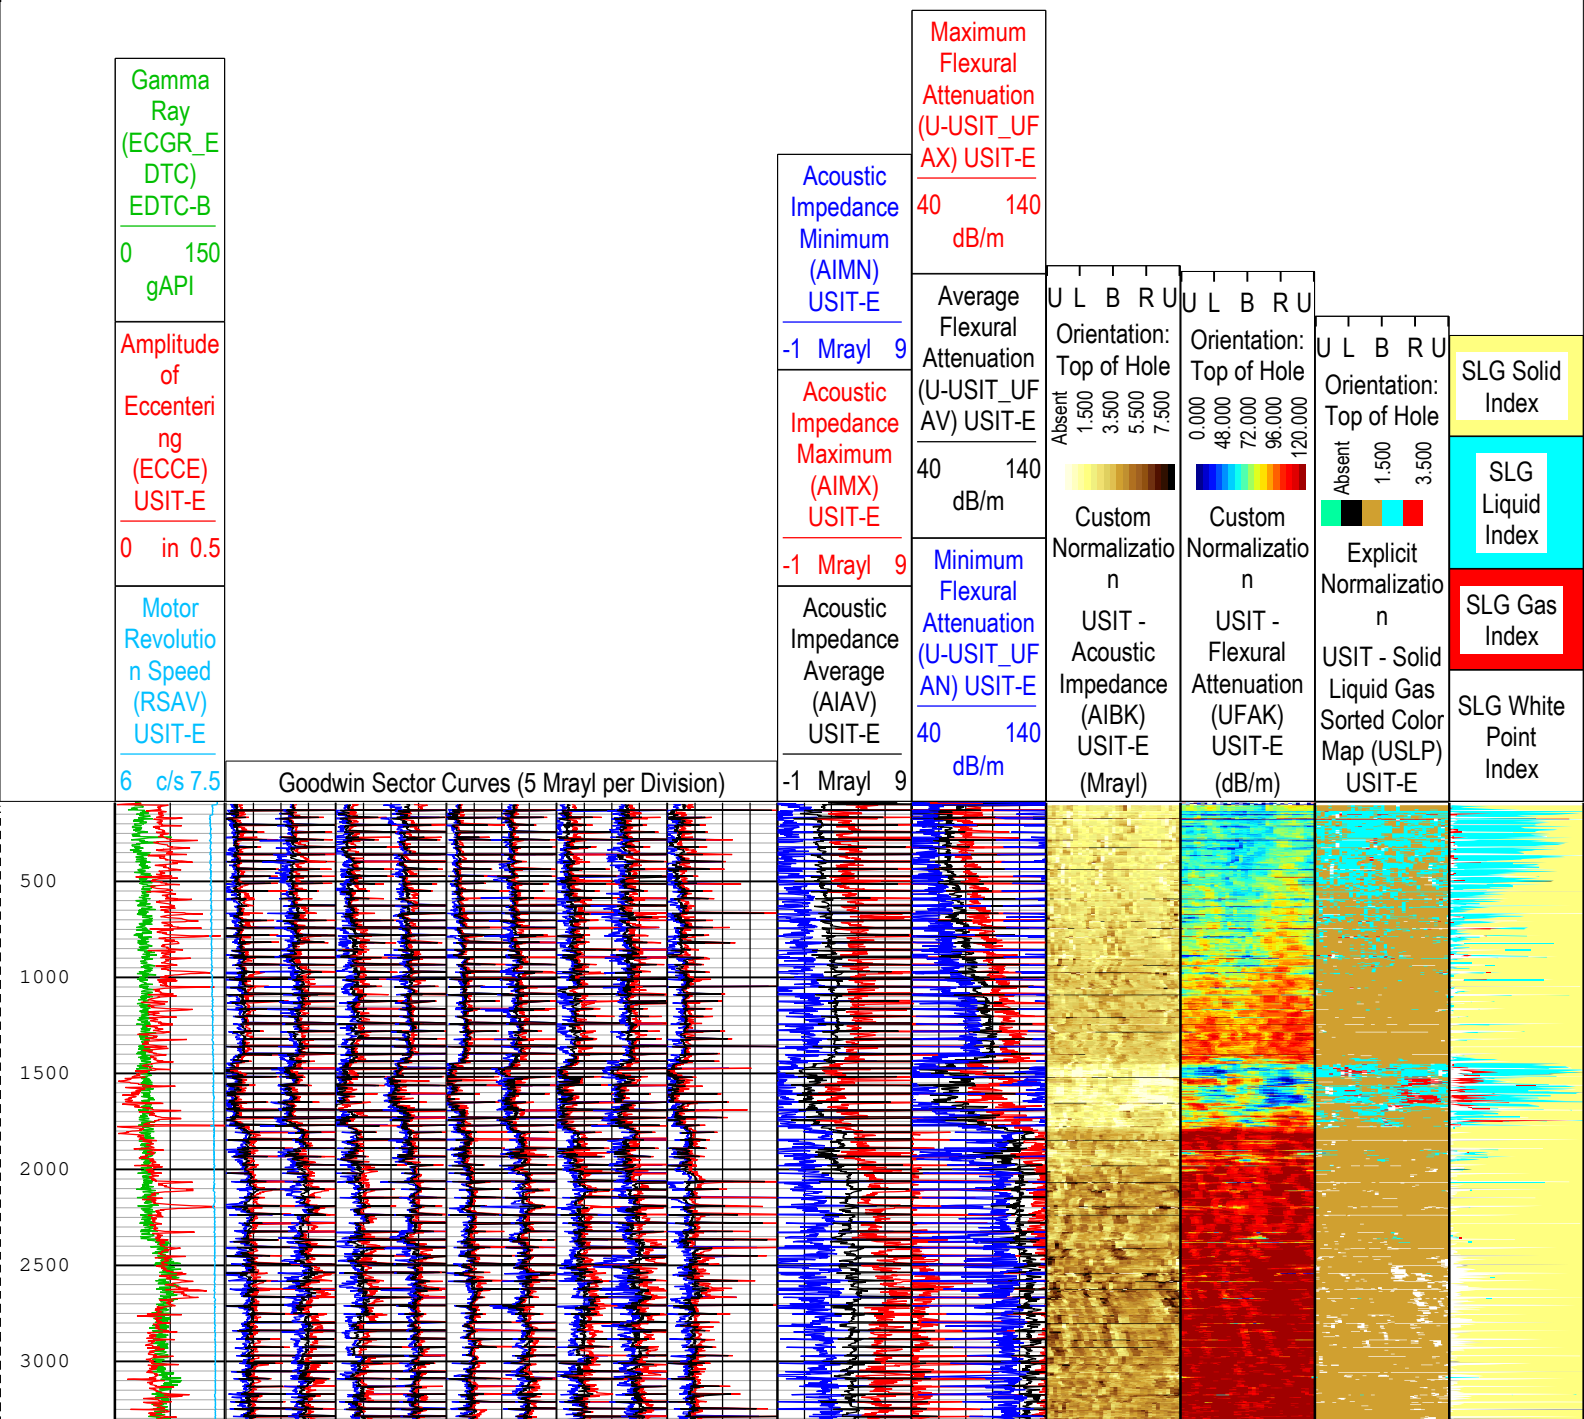 Gamma
Ray
(ECGR_E
DTC)
EDTC-B
0 150
gAPI
Amplitude
of
Eccenteri
ng
(ECCE)
USIT-E
0 in 0.5
Motor
Revolutio
n Speed
(RSAV)
USIT-E
6 c/s 7.5
Goodwin Sector Curves (5 Mrayl per Division)
Acoustic
Impedance
Minimum
(AIMN)
USIT-E
-1 Mrayl 9
Acoustic
Impedance
Maximum
(AIMX)
USIT-E
-1 Mrayl 9
Acoustic
Impedance
Average
(AIAV)
USIT-E
-1 Mrayl 9
Maximum
Flexural
Attenuation
(U-USIT_UF
AX) USIT-E
40 140
dB/m
Average
Flexural
Attenuation
(U-USIT_UF
AV) USIT-E
40 140
dB/m
Minimum
Flexural
Attenuation
(U-USIT_UF
AN) USIT-E
40 140
dB/m
U L B R U
Orientation:
Top of Hole
Absent
1.500
3.500
5.500
7.500
Custom
Normalizatio
n
USIT -
Acoustic
Impedance
(AIBK)
USIT-E
(Mrayl)
U L B R U
Orientation:
Top of Hole
0.000
48.000
72.000
96.000
120.000
Custom
Normalizatio
n
USIT -
Flexural
Attenuation
(UFAK)
USIT-E
(dB/m)
U L B R U
Orientation:
Top of Hole
Absent
1.500
3.500
Explicit
Normalizatio
n
USIT - Solid
Liquid Gas
Sorted Color
Map (USLP)
USIT-E
SLG Solid
Index
SLG
Liquid
Index
SLG Gas
Index
SLG White
Point
Index
500
1000
1500
2000
2500
3000